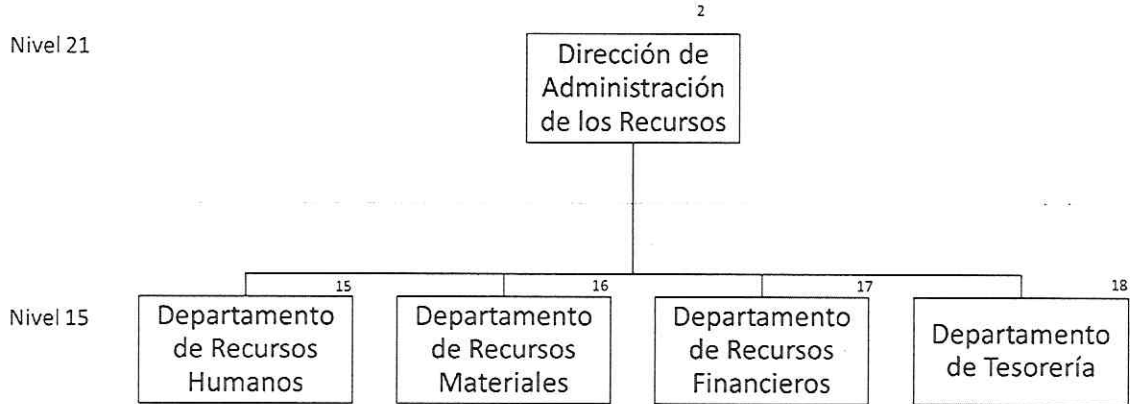 2
Nivel 21
Dirección de
Administración
de los Recursos
15
16
17
18
Nivel 15
Departamento
de Recursos
Humanos
Departamento
de Recursos
Materiales
Departamento
de Recursos
Financieros
Departamento
de Tesorería